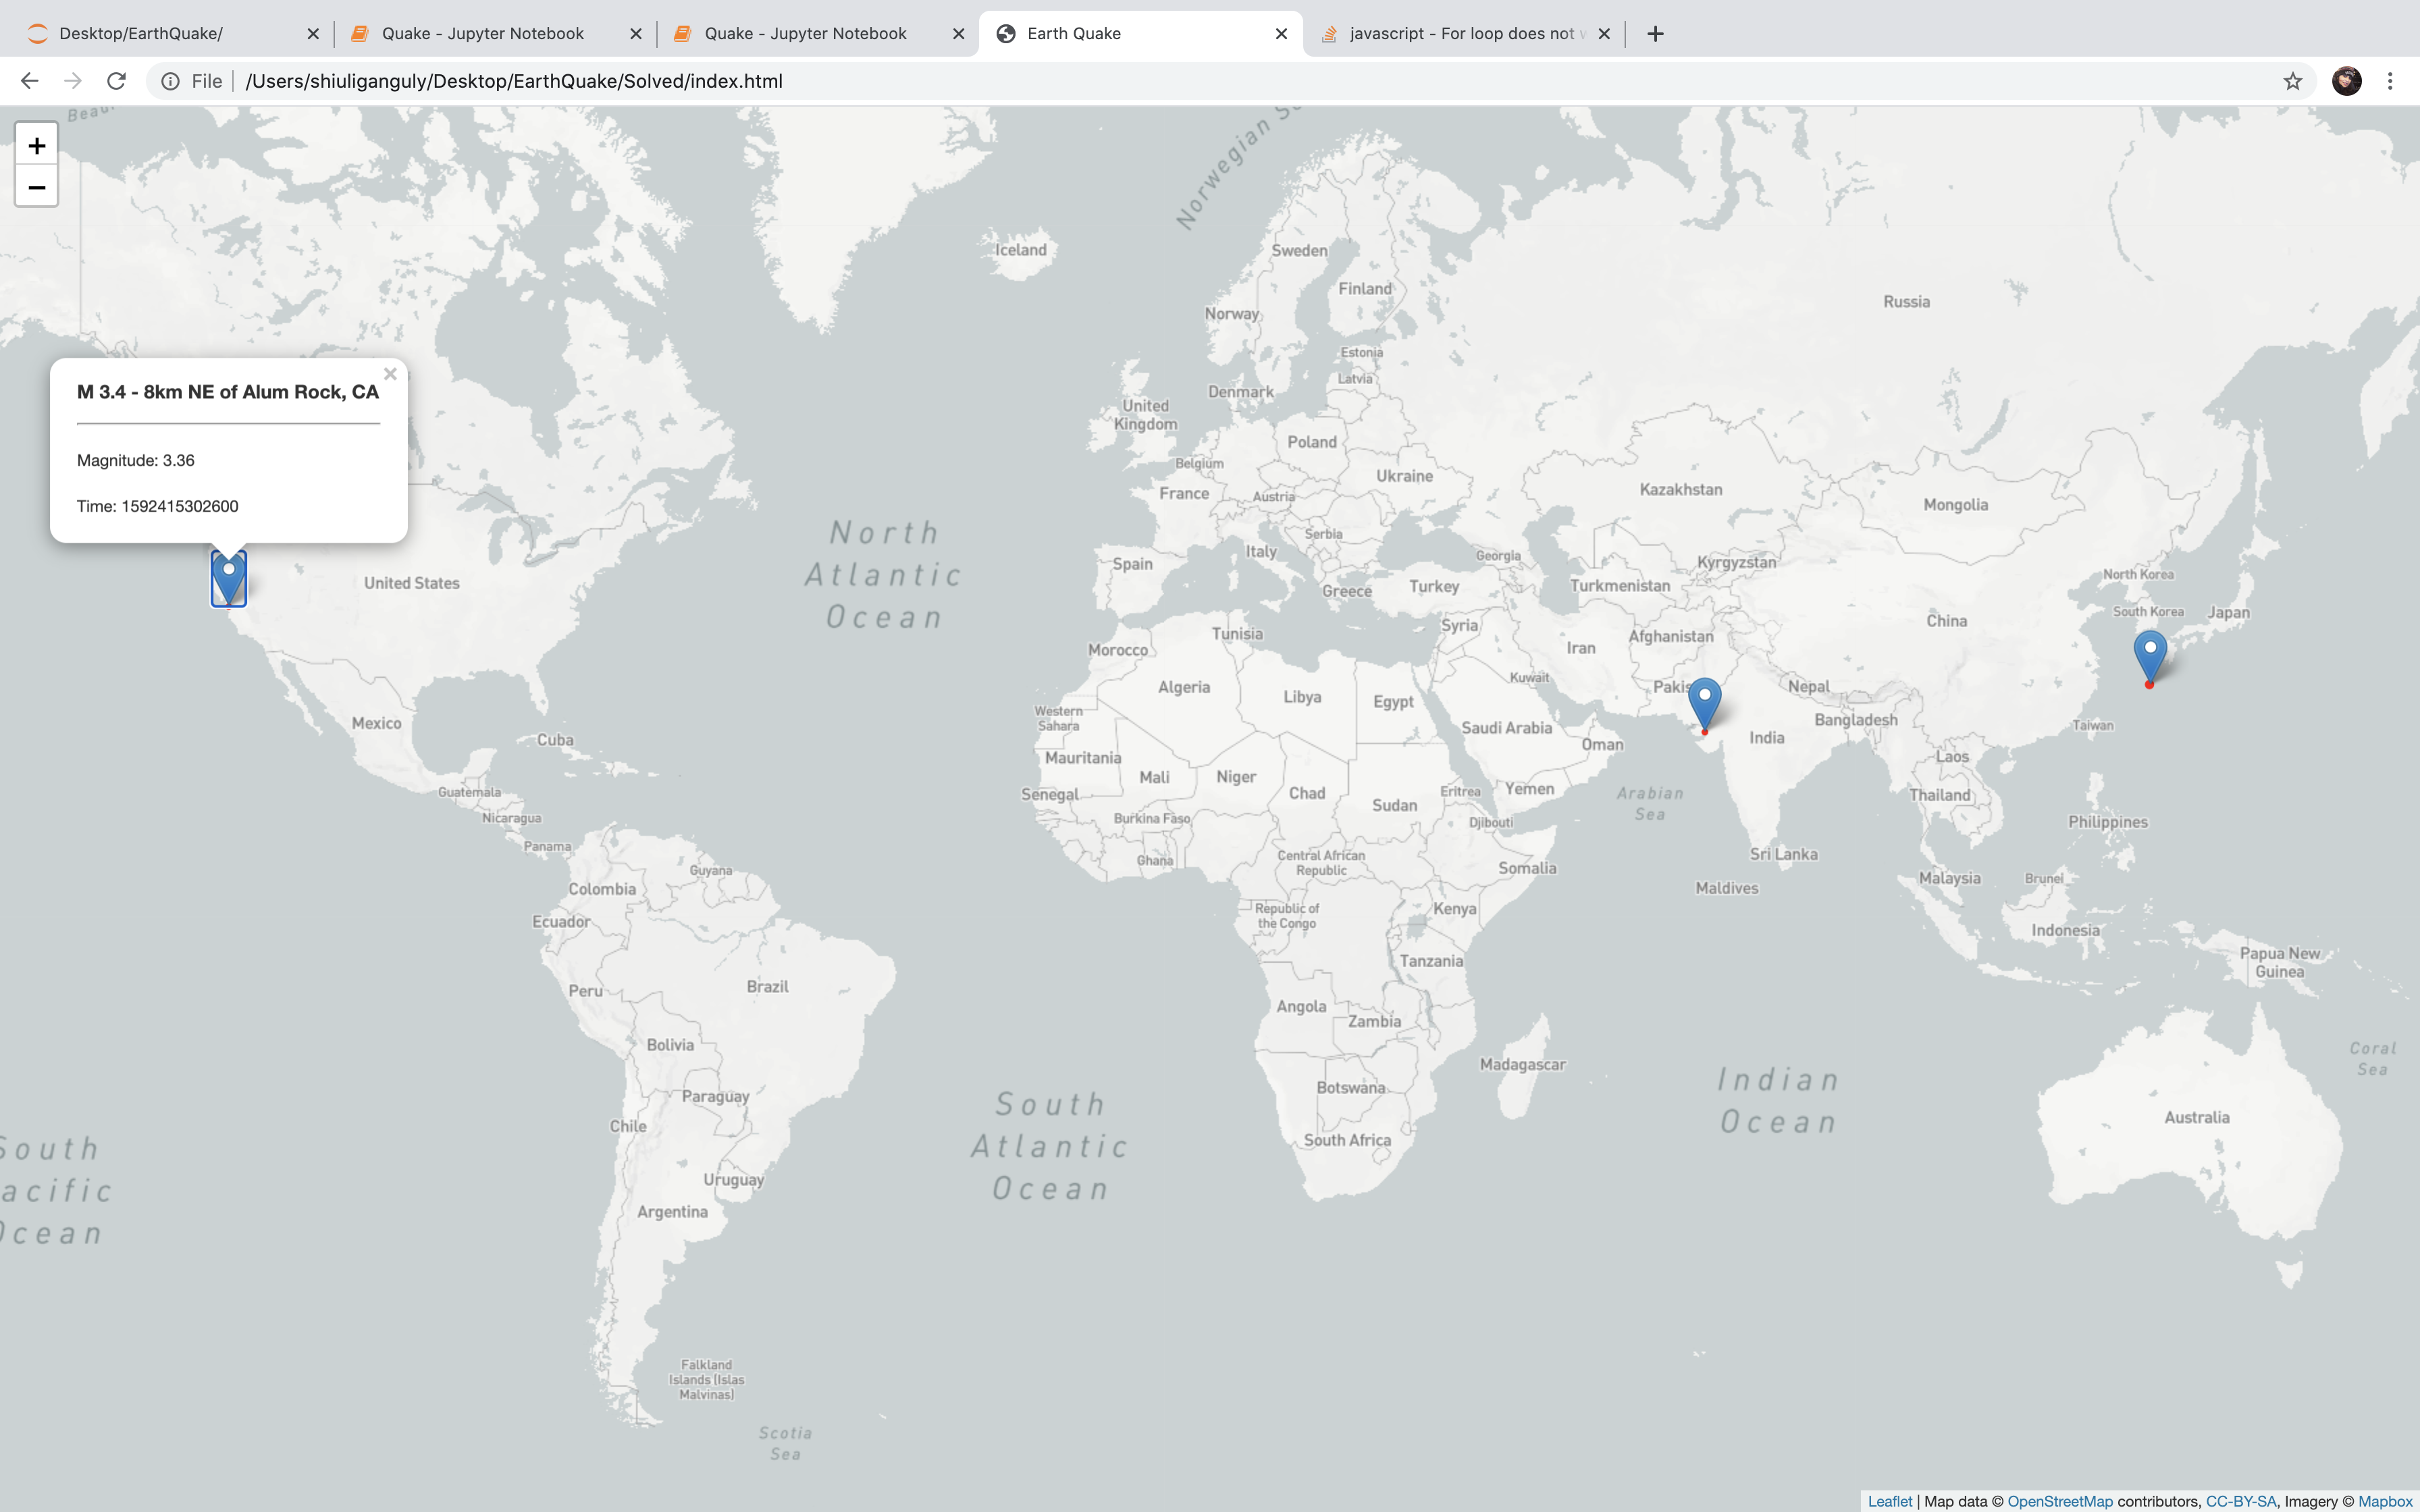 Desktop/EarthQuake/
Quake - Jupyter Notebook
Quake - Jupyter Notebook
Earth Quake
javascript - For loop does not w
File
/Users/shiuliganguly/Desktop/EarthQuake/Solved/index.html
+
−
M 3.4 - 8km NE of Alum Rock, CA
Magnitude: 3.36
Time: 1592415302600
Norwegian S
Iceland
Sweden
Finland
Norway
Russia
Estonia
Latvia
Denmark
United
Kingdom
Poland
Belgium
Ukraine
France
Austria
Kazakhstan
Mongolia
North
Atlantic
Ocean
Serbia
Italy
Georgia
Spain
Kyrgyzstan
North Korea
United States
Greece
Turkey
Turkmenistan
South Korea
Japan
China
Tunisia
Syria
Afghanistan
Morocco
Iran
Algeria
Libya
Egypt
Kuwait
Pakis
Nepal
Western
Sahara
Mexico
Bangladesh
Taiwan
Saudi Arabia
India
Cuba
Oman
Mauritania
Laos
Mali
Niger
Guatemala
Senegal
Chad
Sudan
Eritrea
Yemen
Arabian
Sea
Thailand
Nicaragua
Burkina Faso
Djibouti
Philippines
Panama
Ghana
Central African
Republic
Sri Lanka
Guyana
Somalia
Colombia
Maldives
Malaysia
Brunei
Ecuador
Republic of
the Congo
Kenya
Indonesia
Papua New
Guinea
Tanzania
Peru
Brazil
Angola
Zambia
Bolivia
Madagascar
Coral
Sea
Botswana
Indian
Ocean
Paraguay
South
Atlantic
Ocean
Chile
Australia
South Africa
South
acific
Ocean
Uruguay
Argentina
Falkland
Islands (Islas
Malvinas)
Scotia
Sea
Leaflet | Map data © OpenStreetMap contributors, CC-BY-SA, Imagery © Mapbox